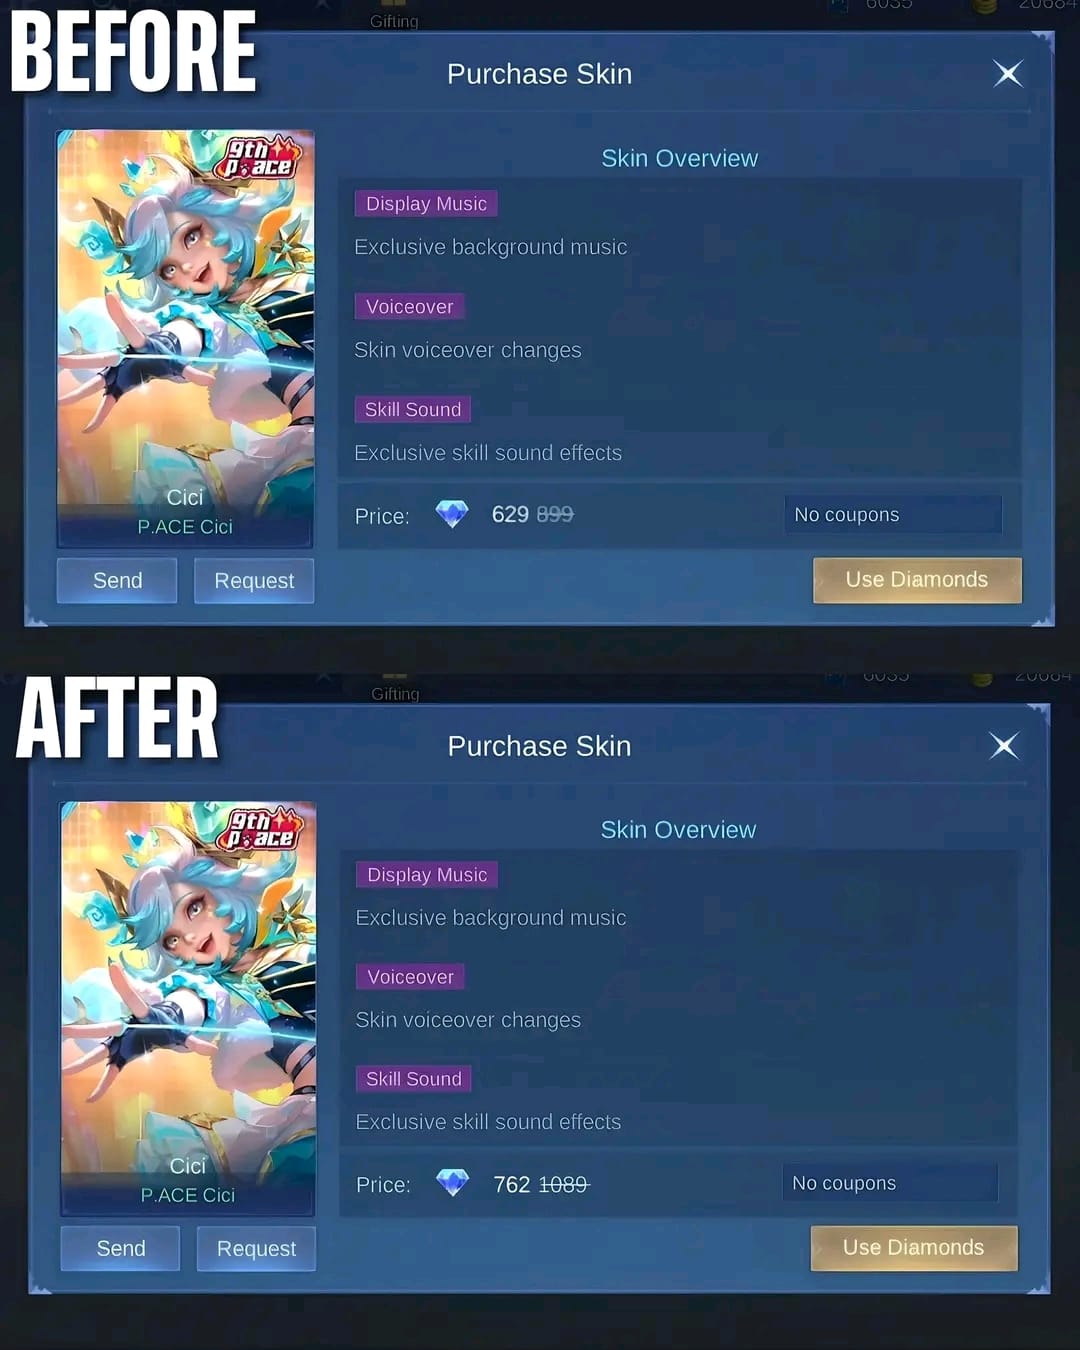 Gifting
6035
20684
BEFORE
Purchase Skin
9th
p.ace
Skin Overview
Display Music
Exclusive background music
Voiceover
Skin voiceover changes
Skill Sound
Exclusive skill sound effects
Cici
P.ACE Cici
Price: 629 899
No coupons
Send
Request
Use Diamonds
Gifting
6035
20684
AFTER
Purchase Skin
9th
p.ace
Skin Overview
Display Music
Exclusive background music
Voiceover
Skin voiceover changes
Skill Sound
Exclusive skill sound effects
Cici
P.ACE Cici
Price: 762 1089
No coupons
Send
Request
Use Diamonds